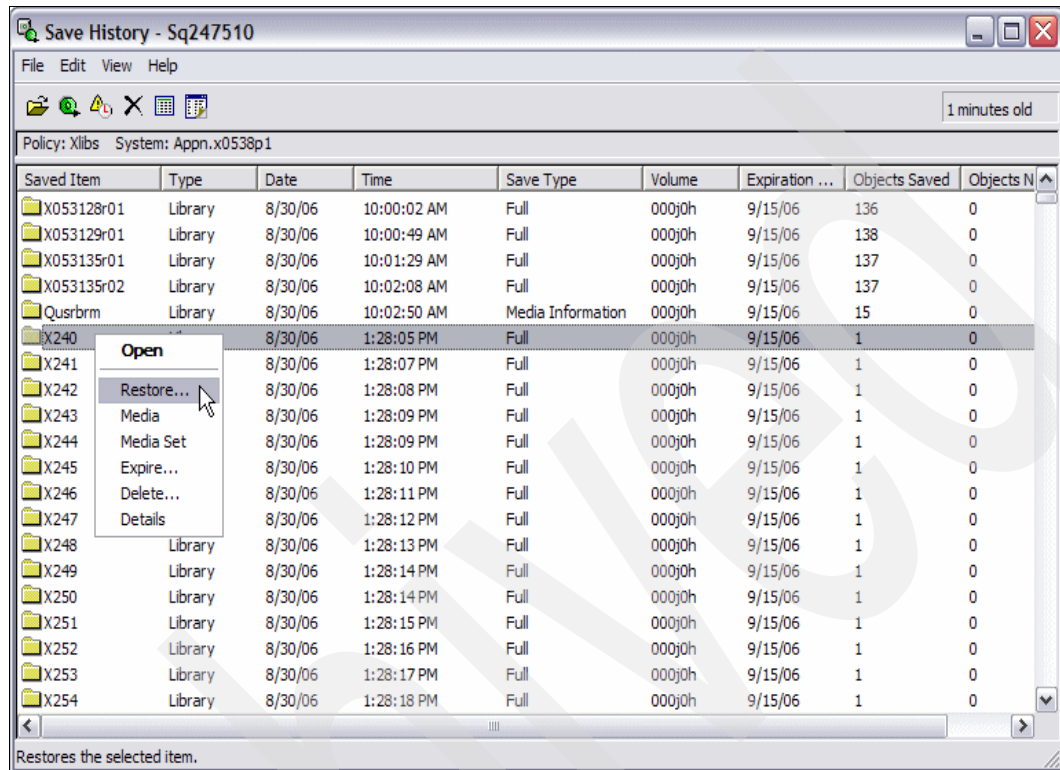 Save History - Sq247510
File Edit View Help
1 minutes old
Policy: Xlibs System: Appn.x0538p1
Saved Item Type Date Time Save Type Volume Expiration ... Objects Saved Objects N
X053128r01 Library 8/30/06 10:00:02 AM Full 000j0h 9/15/06 136 0
X053129r01 Library 8/30/06 10:00:49 AM Full 000j0h 9/15/06 138 0
X053135r01 Library 8/30/06 10:01:29 AM Full 000j0h 9/15/06 137 0
X053135r02 Library 8/30/06 10:02:08 AM Full 000j0h 9/15/06 137 0
Qusrbrm Library 8/30/06 10:02:50 AM Media Information 000j0h 9/15/06 15 0
X240 8/30/06 1:28:05 PM Full 000j0h 9/15/06 1 0
Open
X241 8/30/06 1:28:07 PM Full 000j0h 9/15/06 1 0
X242 Restore... 8/30/06 1:28:08 PM Full 000j0h 9/15/06 1 0
X243 Media 8/30/06 1:28:09 PM Full 000j0h 9/15/06 1 0
X244 Media Set 8/30/06 1:28:09 PM Full 000j0h 9/15/06 1 0
X245 Expire... 8/30/06 1:28:10 PM Full 000j0h 9/15/06 1 0
X246 Delete... 8/30/06 1:28:11 PM Full 000j0h 9/15/06 1 0
X247 Details 8/30/06 1:28:12 PM Full 000j0h 9/15/06 1 0
X248 Library 8/30/06 1:28:13 PM Full 000j0h 9/15/06 1 0
X249 Library 8/30/06 1:28:14 PM Full 000j0h 9/15/06 1 0
X250 Library 8/30/06 1:28:14 PM Full 000j0h 9/15/06 1 0
X251 Library 8/30/06 1:28:15 PM Full 000j0h 9/15/06 1 0
X252 Library 8/30/06 1:28:16 PM Full 000j0h 9/15/06 1 0
X253 Library 8/30/06 1:28:17 PM Full 000j0h 9/15/06 1 0
X254 Library 8/30/06 1:28:18 PM Full 000j0h 9/15/06 1 0
Restores the selected item.